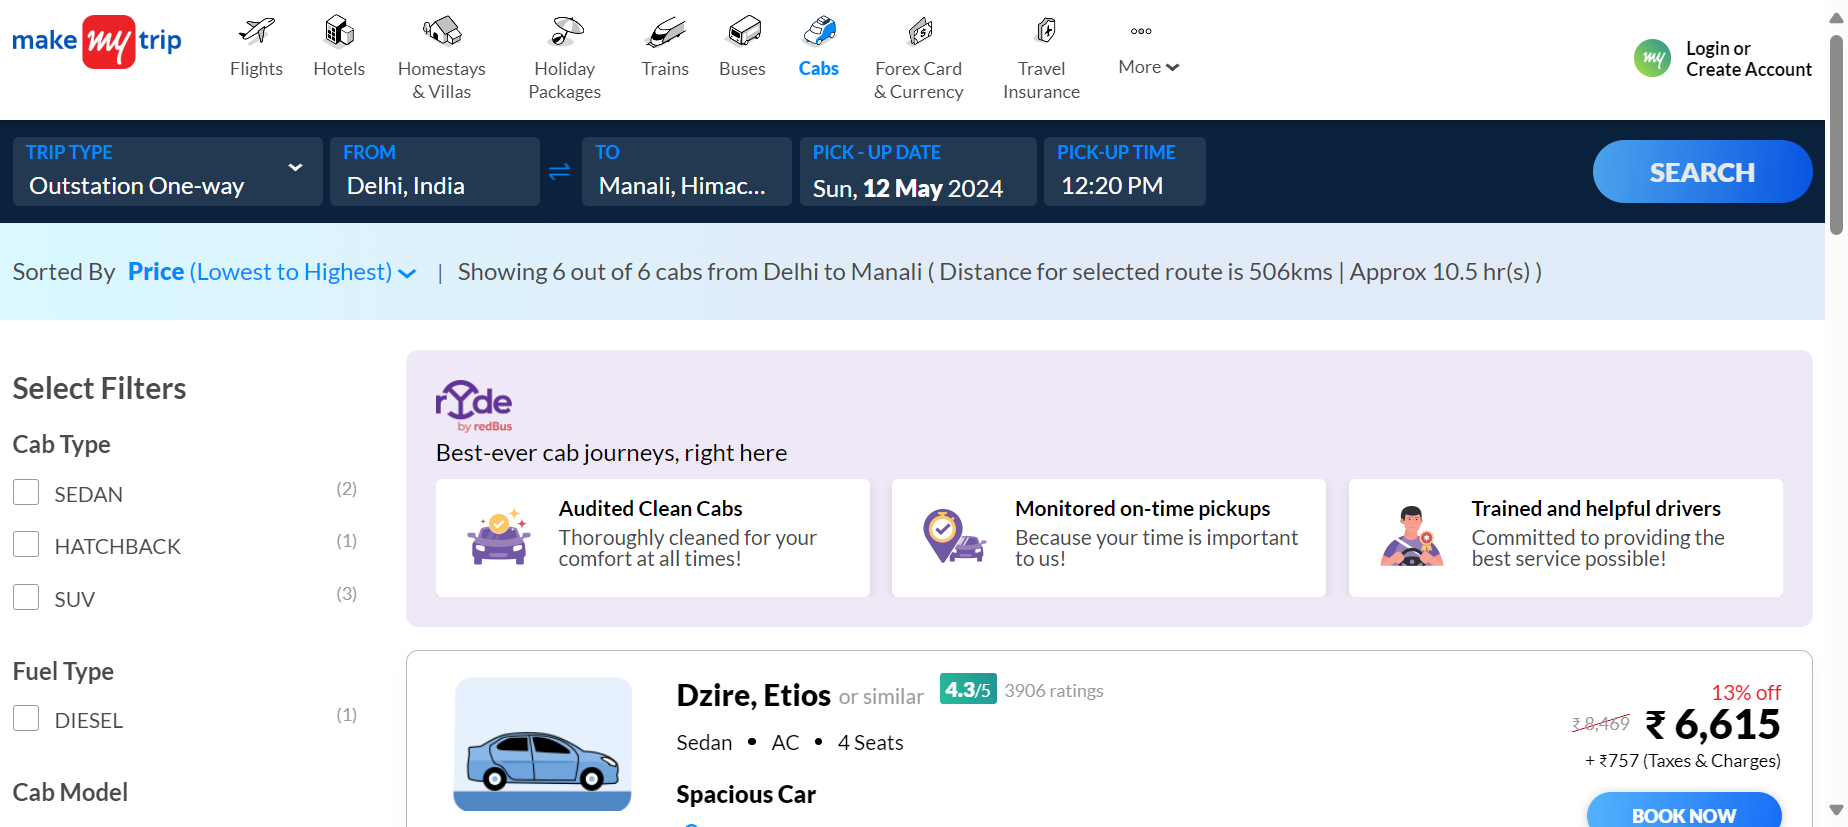 make my trip
Flights
Hotels
Homestays
& Villas
Holiday
Packages
Trains
Buses
Cabs
Forex Card
& Currency
Travel
Insurance
More
my
Login or
Create Account
TRIP TYPE
Outstation One-way
FROM
Delhi, India
TO
Manali, Himac...
PICK - UP DATE
Sun, 12 May 2024
PICK-UP TIME
12:20 PM
SEARCH
Sorted By Price (Lowest to Highest) | Showing 6 out of 6 cabs from Delhi to Manali ( Distance for selected route is 506kms | Approx 10.5 hr(s) )
Select Filters
Cab Type
SEDAN (2)
HATCHBACK (1)
SUV (3)
Fuel Type
DIESEL (1)
Cab Model
rYde
by redBus
Best-ever cab journeys, right here
Audited Clean Cabs
Thoroughly cleaned for your
comfort at all times!
Monitored on-time pickups
Because your time is important
to us!
Trained and helpful drivers
Committed to providing the
best service possible!
Dzire, Etios or similar 4.3/5 3906 ratings
Sedan • AC • 4 Seats
Spacious Car
13% off
₹ 8,469 ₹ 6,615
+ ₹757 (Taxes & Charges)
BOOK NOW